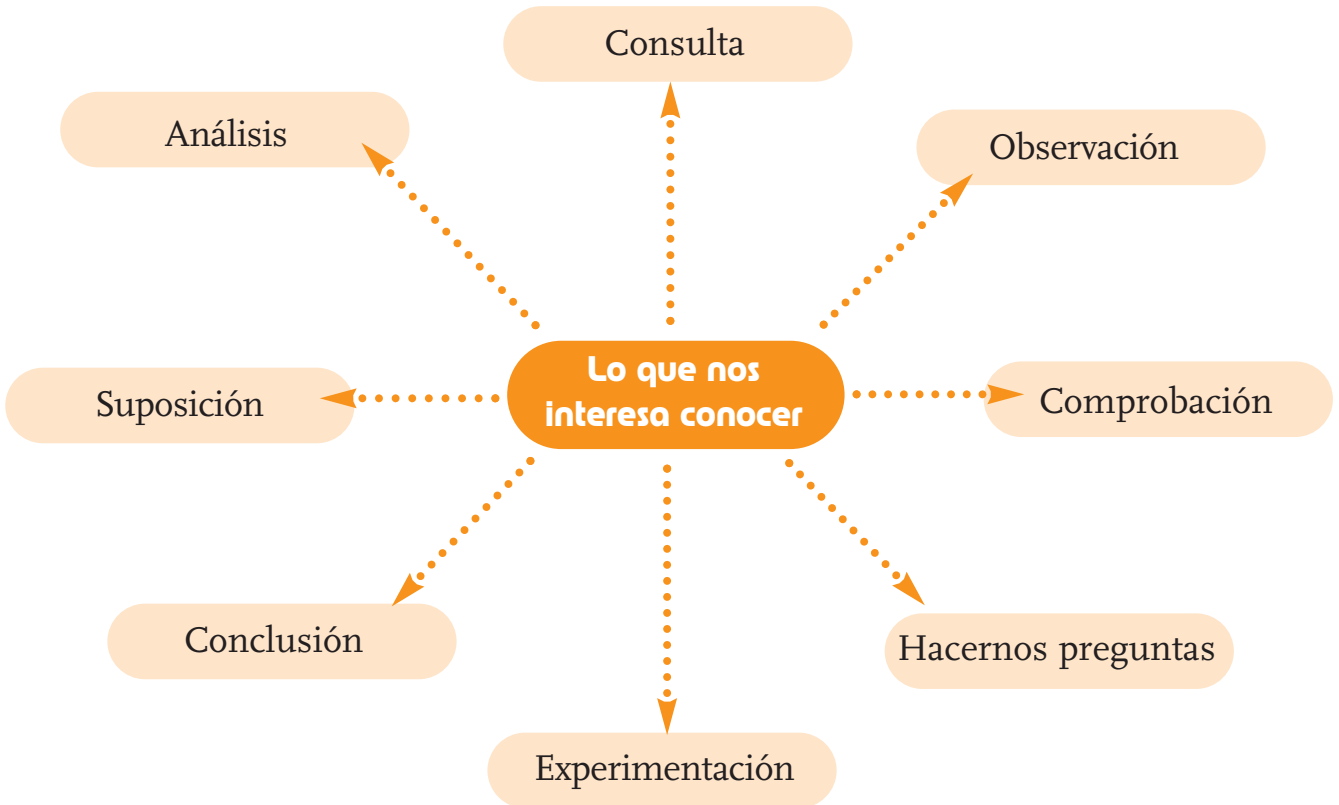 Consulta
Análisis
Observación
Lo que nos
interesa conocer
Suposición
Comprobación
Conclusión
Hacernos preguntas
Experimentación